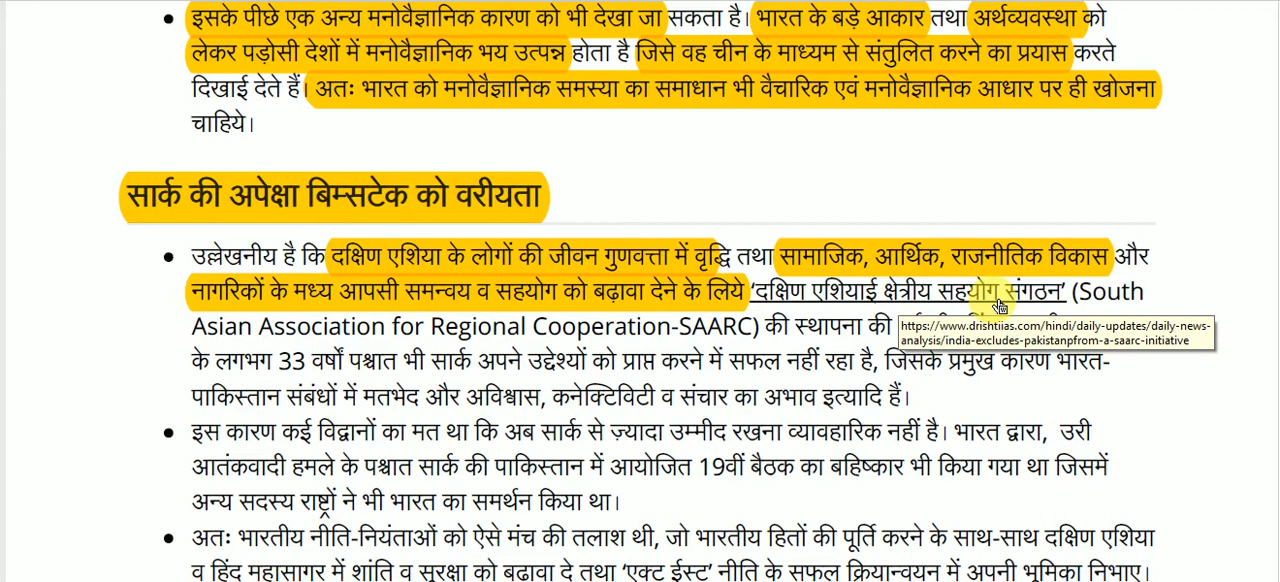 इसके पीछे एक अन्य मनोवैज्ञानिक कारण को भी देखा जा सकता है। भारत के बड़े आकार तथा अर्थव्यवस्था को
लेकर पड़ोसी देशों में मनोवैज्ञानिक भय उत्पन्न होता है जिसे वह चीन के माध्यम से संतुलित करने का प्रयास करते
दिखाई देते हैं। अतः भारत को मनोवैज्ञानिक समस्या का समाधान भी वैचारिक एवं मनोवैज्ञानिक आधार पर ही खोजना
चाहिये।
सार्क की अपेक्षा बिम्सटेक को वरीयता
उल्लेखनीय है कि दक्षिण एशिया के लोगों की जीवन गुणवत्ता में वृद्धि तथा सामाजिक, आर्थिक, राजनीतिक विकास और
नागरिकों के मध्य आपसी समन्वय व सहयोग को बढ़ावा देने के लिये ‘दक्षिण एशियाई क्षेत्रीय सहयोग संगठन’ (South
Asian Association for Regional Cooperation-SAARC) की स्थापना की
https://www.drishtiias.com/hindi/daily-updates/daily-news-
analysis/india-excludes-pakistanpfrom-a-saarc-initiative
के लगभग 33 वर्षों पश्चात भी सार्क अपने उद्देश्यों को प्राप्त करने में सफल नहीं रहा है, जिसके प्रमुख कारण भारत-
पाकिस्तान संबंधों में मतभेद और अविश्वास, कनेक्टिविटी व संचार का अभाव इत्यादि हैं।
इस कारण कई विद्वानों का मत था कि अब सार्क से ज़्यादा उम्मीद रखना व्यावहारिक नहीं है। भारत द्वारा, उरी
आतंकवादी हमले के पश्चात सार्क की पाकिस्तान में आयोजित 19वीं बैठक का बहिष्कार भी किया गया था जिसमें
अन्य सदस्य राष्ट्रों ने भी भारत का समर्थन किया था।
अतः भारतीय नीति-नियंताओं को ऐसे मंच की तलाश थी, जो भारतीय हितों की पूर्ति करने के साथ-साथ दक्षिण एशिया
व हिंद महासागर में शांति व सुरक्षा को बढ़ावा दे तथा ‘एक्ट ईस्ट’ नीति के सफल क्रियान्वयन में अपनी भूमिका निभाए।